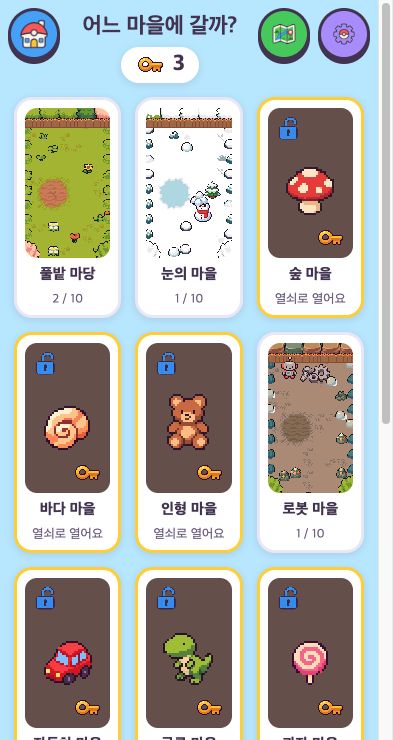 어느 마을에 갈까?
3
풀밭 마당
2 / 10
눈의 마을
1 / 10
숲 마을
열쇠로 열어요
바다 마을
열쇠로 열어요
인형 마을
열쇠로 열어요
로봇 마을
1 / 10